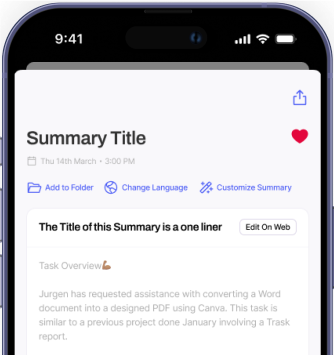 9:41
Summary Title
Thu 14th March • 3:00 PM
Add to Folder Change Language Customize Summary
The Title of this Summary is a one liner Edit On Web
Task Overview💪🏽
Jurgen has requested assistance with converting a Word
document into a designed PDF using Canva. This task is
similar to a previous project done January involving a Trask
report.